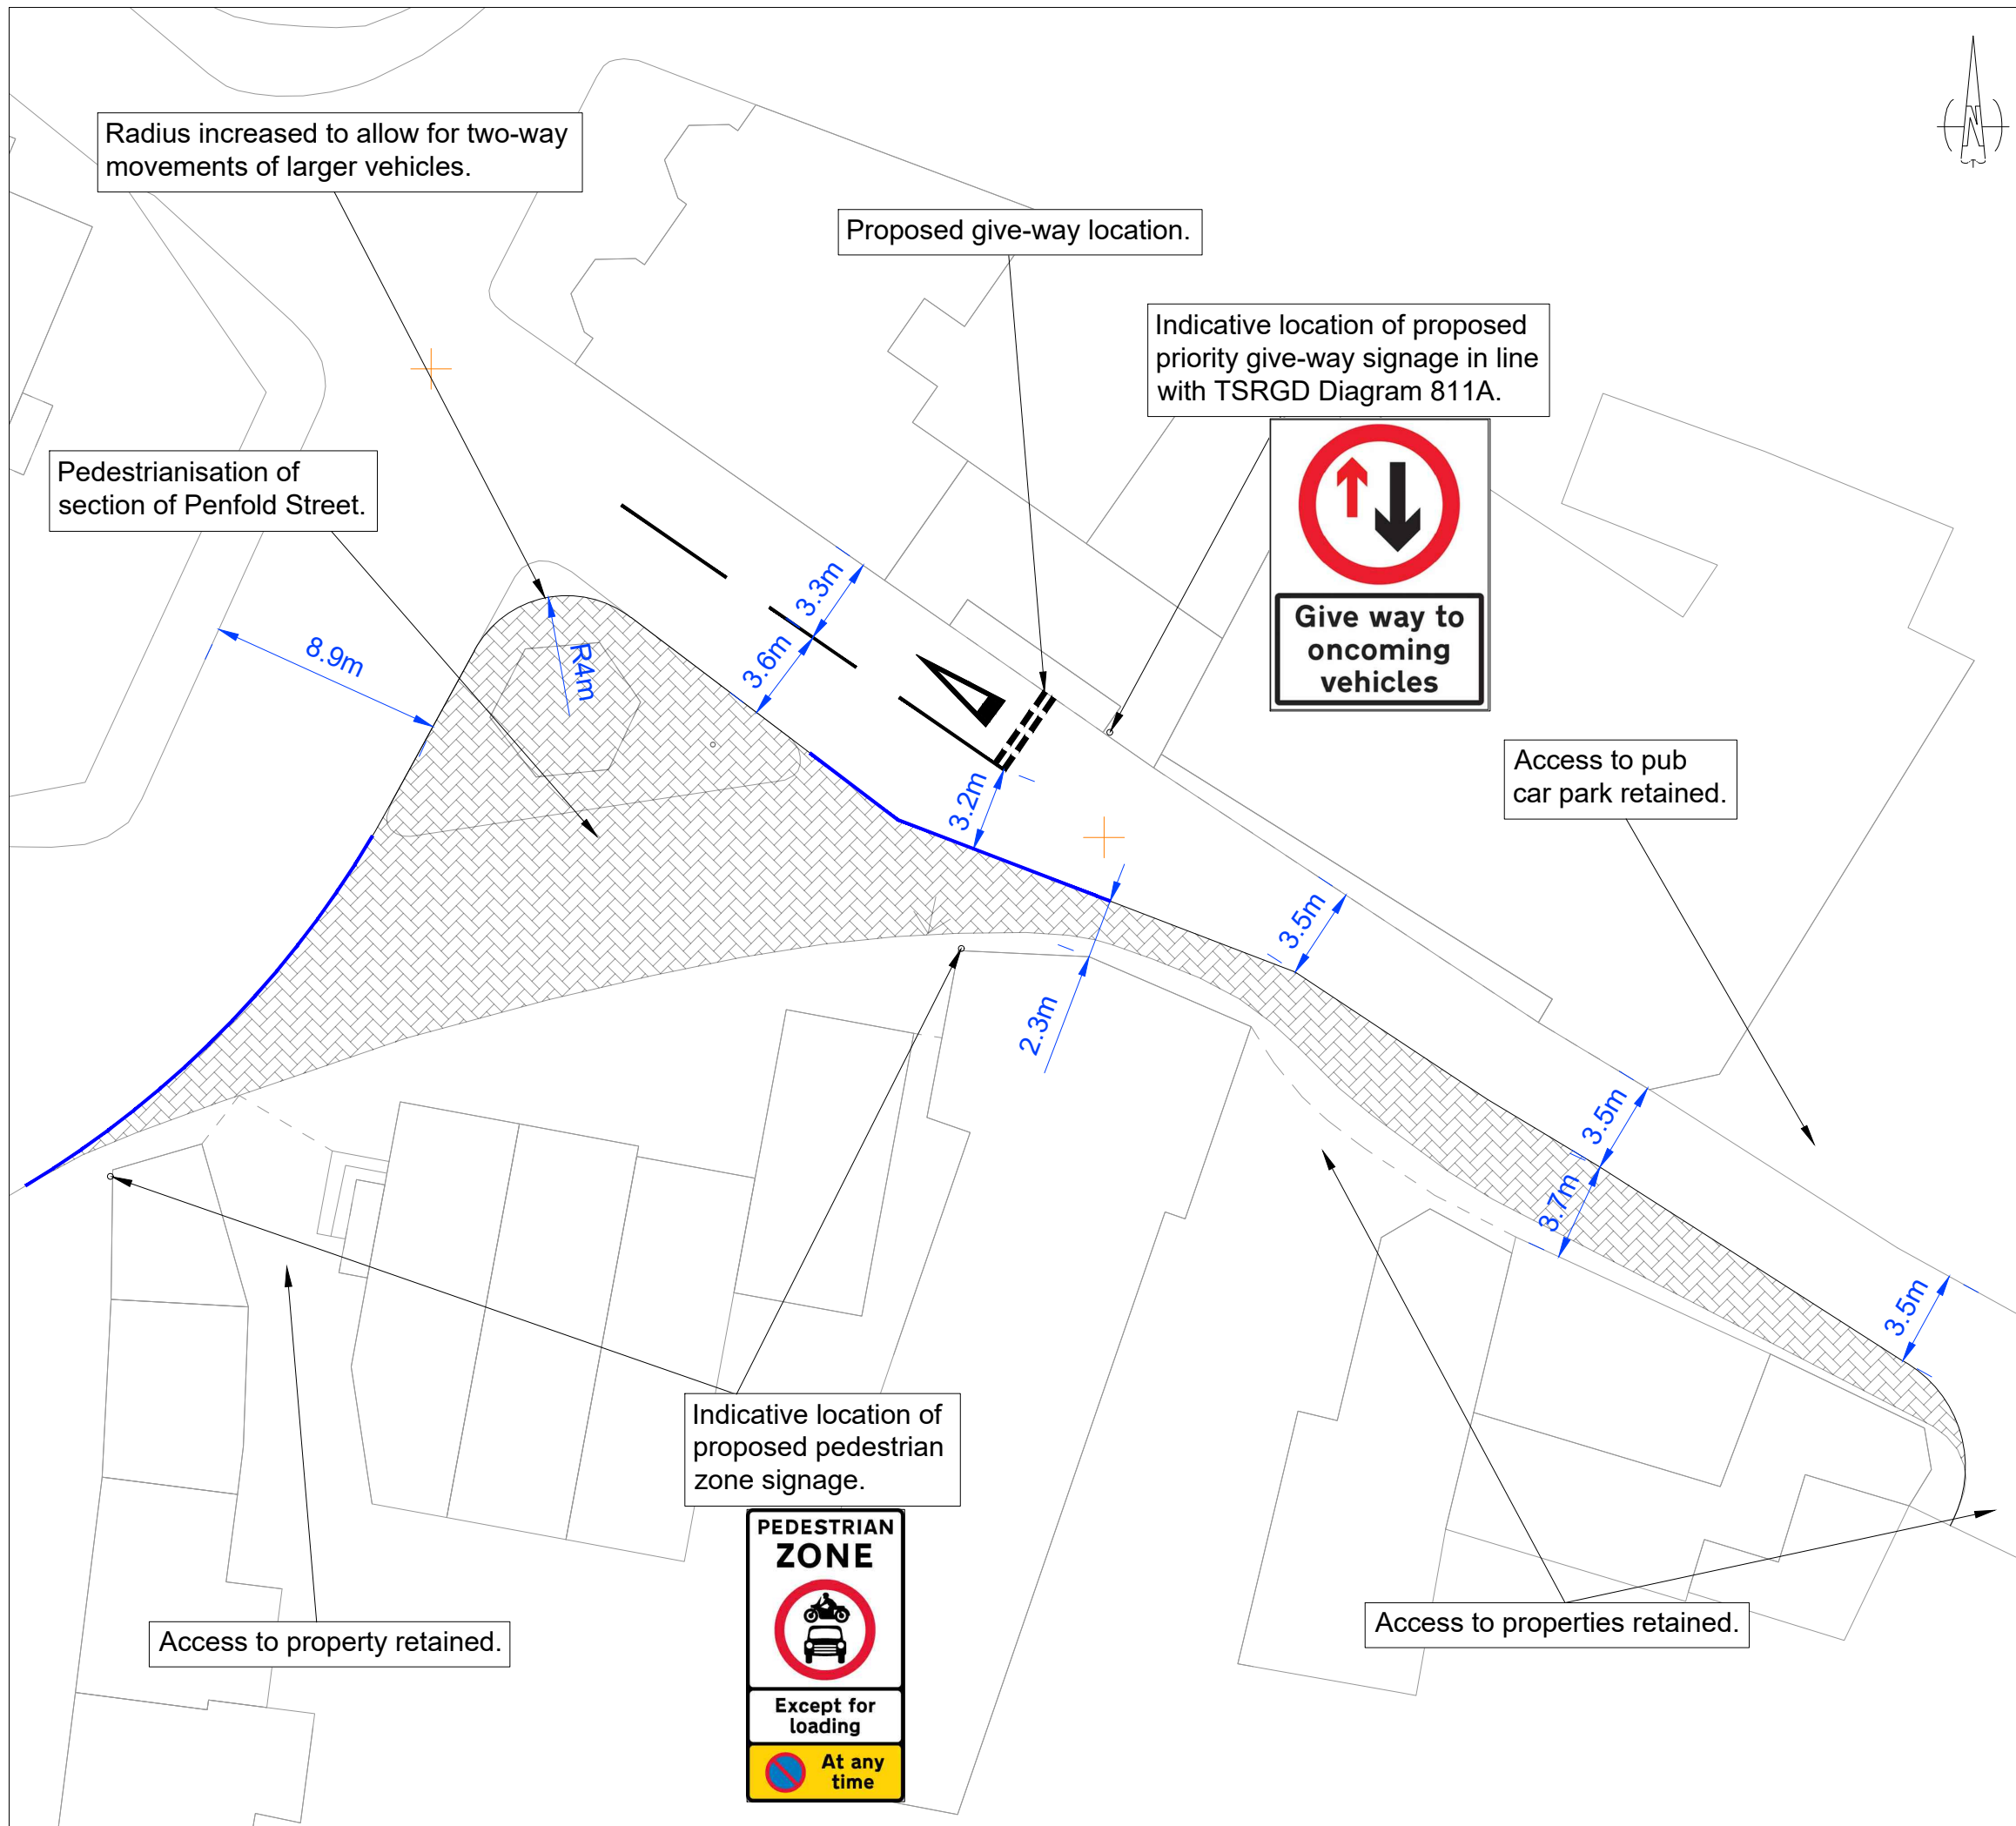 N
Radius increased to allow for two-way
movements of larger vehicles.
Proposed give-way location.
Indicative location of proposed
priority give-way signage in line
with TSRGD Diagram 811A.
Pedestrianisation of
section of Penfold Street.
Give way to
oncoming
vehicles
3.3m
3.6m
8.9m
R4m
3.2m
Access to pub
car park retained.
3.5m
2.3m
3.5m
3.7m
3.5m
Indicative location of
proposed pedestrian
zone signage.
PEDESTRIAN
ZONE
Except for
loading
At any
time
Access to property retained.
Access to properties retained.